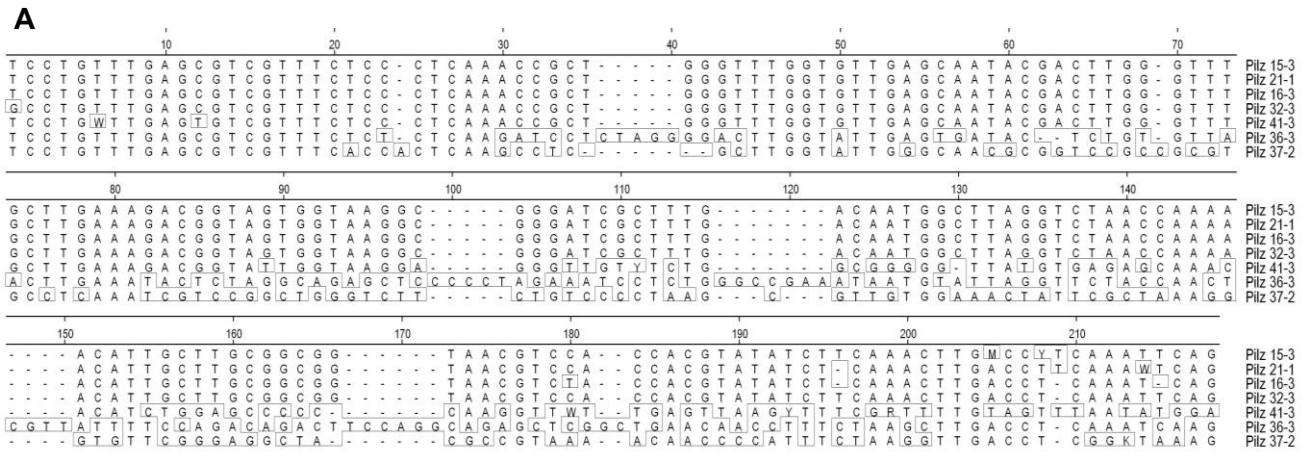 A
10 20 30 40 50 60 70
T C C T G T T T G A G C G T C G T T T C T C C - C T C A A A C C G C T - - - - - G G G T T T G G T G T T G A G C A A T A C G A C T T G G - G T T T Pilz 15-3
T C C T G T T T G A G C G T C G T T T C T C C - C T C A A A C C G C T - - - - - G G G T T T G G T G T T G A G C A A T A C G A C T T G G - G T T T Pilz 21-1
T C C T G T T T G A G C G T C G T T T C T C C - C T C A A A C C G C T - - - - - G G G T T T G G T G T T G A G C A A T A C G A C T T G G - G T T T Pilz 16-3
G C C T G T T T G A G C G T C G T T T C T C C - C T C A A A C C G C T - - - - - G G G T T T G G T G T T G A G C A A T A C G A C T T G G - G T T T Pilz 32-3
T C C T G W T T G A G T G T C G T T T C T C C - C T C A A A C C G C T - - - - - G G G T T T G G T G T T G A G C A A T A C G A C T T G G - G T T T Pilz 41-3
T C C T G T T T G A G C G T C G T T T C T C T - C T C A A G A T C C - C T A G G G G A C T T G G T A T T G A G T G A T A C - - T C T G T - G T T A Pilz 36-3
T C C T G T T T G A G C G T C G T T T C A C C A C T C A A G C C T C - - - - - - - - G C T T G G T A T T G G G C A A C G C G G T C C G C C G C G T Pilz 37-2
80 90 100 110 120 130 140
G C T T G A A A G A C G G T A G T G G T A A G G C - - - - - G G G A T C G C T T T G - - - - - - - A C A A T G G C T T A G G T C T A A C C A A A A Pilz 15-3
G C T T G A A A G A C G G T A G T G G T A A G G C - - - - - G G G A T C G C T T T G - - - - - - - A C A A T G G C T T A G G T C T A A C C A A A A Pilz 21-1
G C T T G A A A G A C G G T A G T G G T A A G G C - - - - - G G G A T C G C T T T G - - - - - - - A C A A T G G C T T A G G T C T A A C C A A A A Pilz 16-3
G C T T G A A A G A C G G T A G T G G T A A G G C - - - - - G G G A T C G C T T T G - - - - - - - A C A A T G G C T T A G G T C T A A C C A A A A Pilz 32-3
G C T T G A A A G A C G G T A T T G G T A A G G A - - - - - G G G T T G T Y T C T G - - - - - - - G C G G G G G - T T A T G T G A G A G C A A A C Pilz 41-3
A C T T G A A A T A C T C T A G G C A G A G C T C C C C C T A G A A A T C C T C T G G G C C G A A A T A A T G T A T T A G G T T C T A C C A A C T Pilz 36-3
G C C T C A A A T C G T C C G G C T G G G T C T T - - - - - C T G T C C C C T A A G - - C - - - G T T G T G G A A A C T A T T C G C T A A A G G Pilz 37-2
150 160 170 180 190 200 210
- - - - A C A T T G C T T G C G G C G G - - - - - - T A A C G T C C A - C C A C G T A T A T C T T C A A A C T T G M C C Y T C A A A T T C A G Pilz 15-3
- - - - A C A T T G C T T G C G G C G G - - - - - - T A A C G T C C A - C C A C G T A T A T C T - C A A A C T T G A C C T T C A A A W T C A G Pilz 21-1
- - - - A C A T T G C T T G C G G C G G - - - - - - T A A C G T C T A - C C A C G T A T A T C T - C A A A C T T G A C C T - C A A A T - C A G Pilz 16-3
- - - - A C A T T G C T T G C G G C G G - - - - - - T A A C G T C C A - C C A C G T A T A T C T T C A A A C T T G A C C T - C A A A T T C A G Pilz 32-3
- - - - A C A T C T G G A G C C C C C - - - - - - - C A A G G T T W T - T G A G T T A A G Y T T T C G R T T T T G T A G T T T A A T A T G G A Pilz 41-3
C G T T A T T T T C C A G A C A G A C T T C C A G G C A G A G C T C G G C T G A A C A A C C T T T C T A A G C T T G A C C T - C A A A T C A A G Pilz 36-3
- - - - G T G T T C G G G A G G C T A - - - - - - - C G C C G T A A A - A C A A C C C C A T T T C T A A G G T T G A C C T - C G G K T A A A G Pilz 37-2